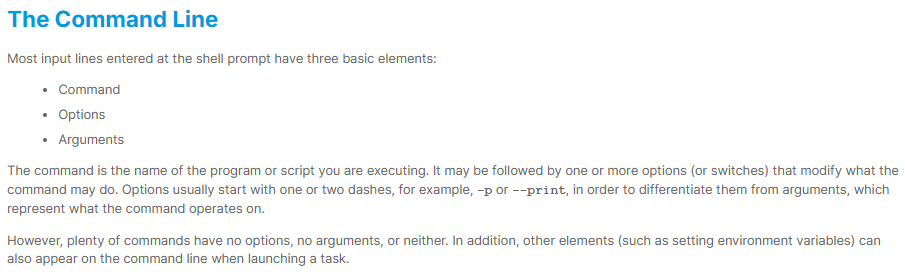 The Command Line
Most input lines entered at the shell prompt have three basic elements:
• Command
• Options
• Arguments
The command is the name of the program or script you are executing. It may be followed by one or more options (or switches) that modify what the
command may do. Options usually start with one or two dashes, for example, -p or --print, in order to differentiate them from arguments, which
represent what the command operates on.
However, plenty of commands have no options, no arguments, or neither. In addition, other elements (such as setting environment variables) can
also appear on the command line when launching a task.